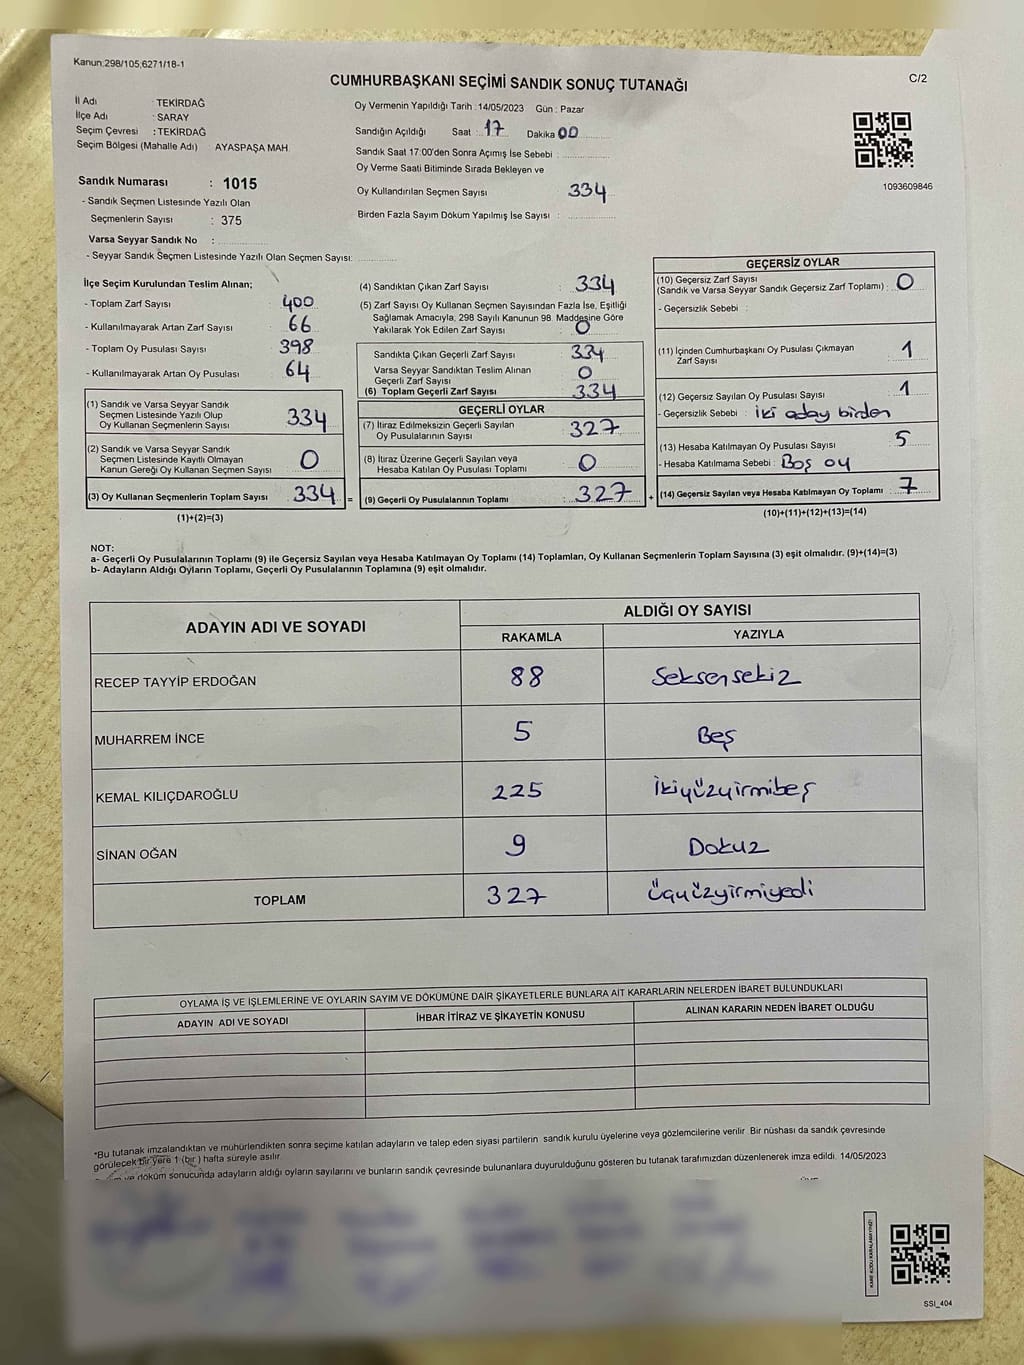 Kanun:298/105,6271/18-1
CUMHURBAŞKANI SEÇİMİ SANDIK SONUÇ TUTANAĞI
C/2
İl Adı : TEKİRDAĞ
İlçe Adı : SARAY
Seçim Çevresi : TEKİRDAĞ
Seçim Bölgesi (Mahalle Adı) AYASPAŞA MAH.
Sandık Numarası : 1015
- Sandık Seçmen Listesinde Yazılı Olan
Seçmenlerin Sayısı : 375
Varsa Seyyar Sandık No :
- Seyyar Sandık Seçmen Listesinde Yazılı Olan Seçmen Sayısı:
Oy Vermenin Yapıldığı Tarih : 14/05/2023 Gün : Pazar
Sandığın Açıldığı Saat : 17 Dakika 00
Sandık Saat 17:00'den Sonra Açımış İse Sebebi :
Oy Verme Saati Bitiminde Sırada Bekleyen ve
Oy Kullandırılan Seçmen Sayısı 334
Birden Fazla Sayım Döküm Yapılmış İse Sayısı :
1093609846
İlçe Seçim Kurulundan Teslim Alınan;
- Toplam Zarf Sayısı : 400
- Kullanılmayarak Artan Zarf Sayısı : 66
- Toplam Oy Pusulası Sayısı : 398
- Kullanılmayarak Artan Oy Pusulası : 64
(1) Sandık ve Varsa Seyyar Sandık
Seçmen Listesinde Yazılı Olup
Oy Kullanan Seçmenlerin Sayısı 334
(2) Sandık ve Varsa Seyyar Sandık
Seçmen Listesinde Kayıtlı Olmayan
Kanun Gereği Oy Kullanan Seçmen Sayısı 0
(3) Oy Kullanan Seçmenlerin Toplam Sayısı 334 =
(1)+(2)=(3)
(4) Sandıktan Çıkan Zarf Sayısı : 334
(5) Zarf Sayısı Oy Kullanan Seçmen Sayısından Fazla İse, Eşitliği
Sağlamak Amacıyla, 298 Sayılı Kanunun 98. Maddesine Göre
Yakılarak Yok Edilen Zarf Sayısı : 0
Sandıkta Çıkan Geçerli Zarf Sayısı : 334
Varsa Seyyar Sandıktan Teslim Alınan
Geçerli Zarf Sayısı : 0
(6) Toplam Geçerli Zarf Sayısı : 334
GEÇERLİ OYLAR
(7) İtiraz Edilmeksizin Geçerli Sayılan
Oy Pusulalarının Sayısı : 327
(8) İtiraz Üzerine Geçerli Sayılan veya
Hesaba Katılan Oy Pusulası Toplamı : 0
(9) Geçerli Oy Pusulalarının Toplamı : 327 +
GEÇERSİZ OYLAR
(10) Geçersiz Zarf Sayısı
(Sandık ve Varsa Seyyar Sandık Geçersiz Zarf Toplamı) : 0
- Geçersizlik Sebebi :
(11) İçinden Cumhurbaşkanı Oy Pusulası Çıkmayan
Zarf Sayısı : 1
(12) Geçersiz Sayılan Oy Pusulası Sayısı : 1
- Geçersizlik Sebebi : iki aday birden
(13) Hesaba Katılmayan Oy Pusulası Sayısı : 5
- Hesaba Katılmama Sebebi : Boş oy
(14) Geçersiz Sayılan veya Hesaba Katılmayan Oy Toplamı : 7
(10)+(11)+(12)+(13)=(14)
NOT:
a- Geçerli Oy Pusulalarının Toplamı (9) ile Geçersiz Sayılan veya Hesaba Katılmayan Oy Toplamı (14) Toplamları, Oy Kullanan Seçmenlerin Toplam Sayısına (3) eşit olmalıdır. (9)+(14)=(3)
b- Adayların Aldığı Oyların Toplamı, Geçerli Oy Pusulalarının Toplamına (9) eşit olmalıdır.
ADAYIN ADI VE SOYADI ALDIĞI OY SAYISI
RAKAMLA YAZIYLA
RECEP TAYYİP ERDOĞAN 88 Seksensekiz
MUHARREM İNCE 5 Beş
KEMAL KILIÇDAROĞLU 225 İkiyüzyirmibeş
SİNAN OĞAN 9 Dokuz
TOPLAM 327 üçyüzyirmiyedi
OYLAMA İŞ VE İŞLEMLERİNE VE OYLARIN SAYIM VE DÖKÜMÜNE DAİR ŞİKAYETLERLE BUNLARA AİT KARARLARIN NELERDEN İBARET BULUNDUKLARI
ADAYIN ADI VE SOYADI İHBAR İTİRAZ VE ŞİKAYETİN KONUSU ALINAN KARARIN NEDEN İBARET OLDUĞU
*Bu tutanak imzalandıktan ve mühürlendikten sonra seçime katılan adayların ve talep eden siyasi partilerin sandık kurulu üyelerine veya gözlemcilerine verilir. Bir nüshası da sandık çevresinde
görülecek bir yere 1 (bir ) hafta süreyle asılır.
ve döküm sonucunda adayların aldığı oyların sayılarını ve bunların sandık çevresinde bulunanlara duyurulduğunu gösteren bu tutanak tarafımızdan düzenlenerek imza edildi. 14/05/2023
KARE KODU KARALAMAYINIZ!
SSI_404